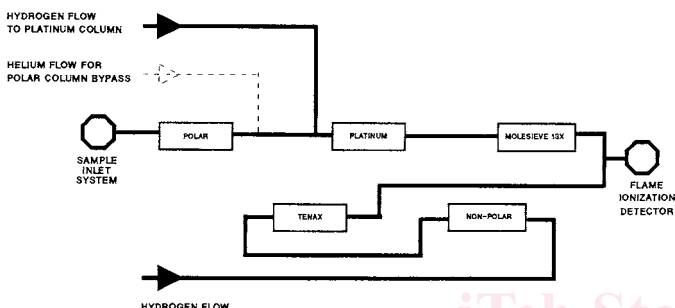 HYDROGEN FLOW
TO PLATINUM COLUMN
HELIUM FLOW FOR
POLAR COLUMN BYPASS
POLAR
PLATINUM
MOLESIEVE 13X
SAMPLE
INLET
SYSTEM
FLAME
IONIZATION
DETECTOR
TENAX
NON-POLAR
HYDROGEN FLOW